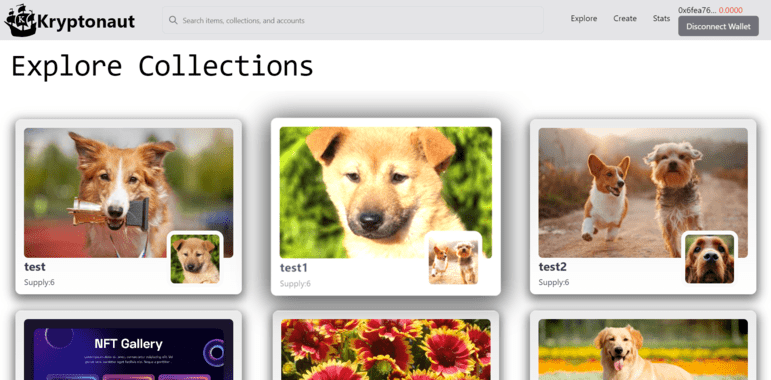 Kryptonaut
Search items, collections, and accounts
Explore
Create
Stats
0x6fea76... 0.0000
Disconnect Wallet
Explore Collections
test
Supply:6
test1
Supply:6
test2
Supply:6
NFT Gallery